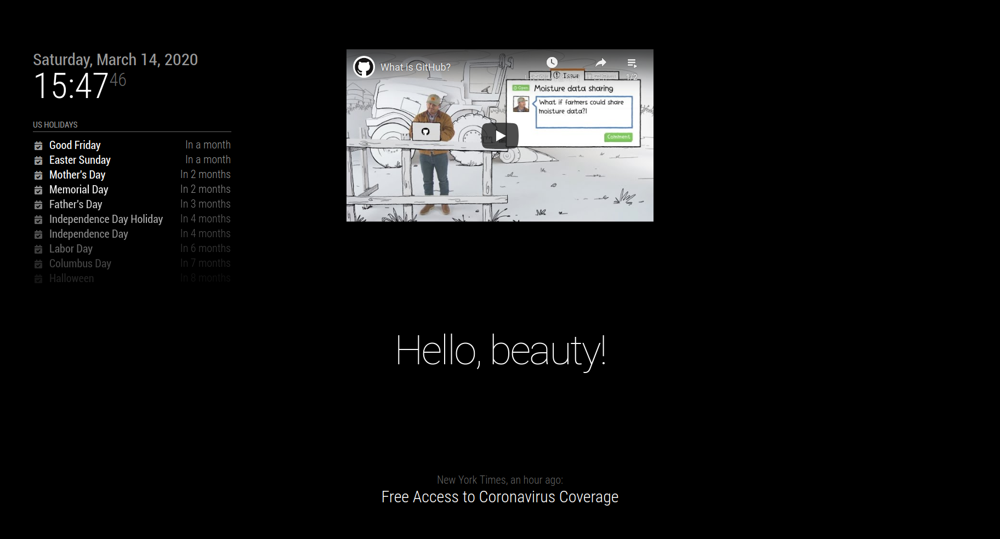 Saturday, March 14, 2020
15:47 46
US HOLIDAYS
Good Friday In a month
Easter Sunday In a month
Mother's Day In 2 months
Memorial Day In 2 months
Father's Day In 3 months
Independence Day Holiday In 4 months
Independence Day In 4 months
Labor Day In 6 months
Columbus Day In 7 months
Halloween In 8 months
What is GitHub?
공유
1/2
Issue
Open
Moisture data sharing
What if farmers could share
moisture data?!
Comment
Hello, beauty!
New York Times, an hour ago:
Free Access to Coronavirus Coverage